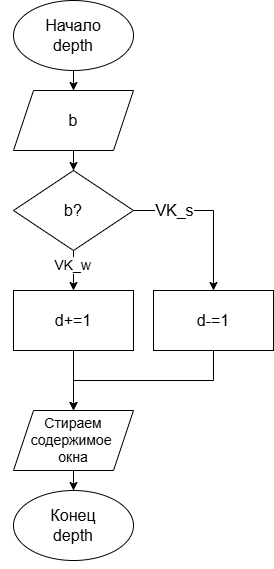 Начало
depth
b
b?
VK_s
VK_w
d+=1
d-=1
Стираем
содержимое
окна
Конец
depth